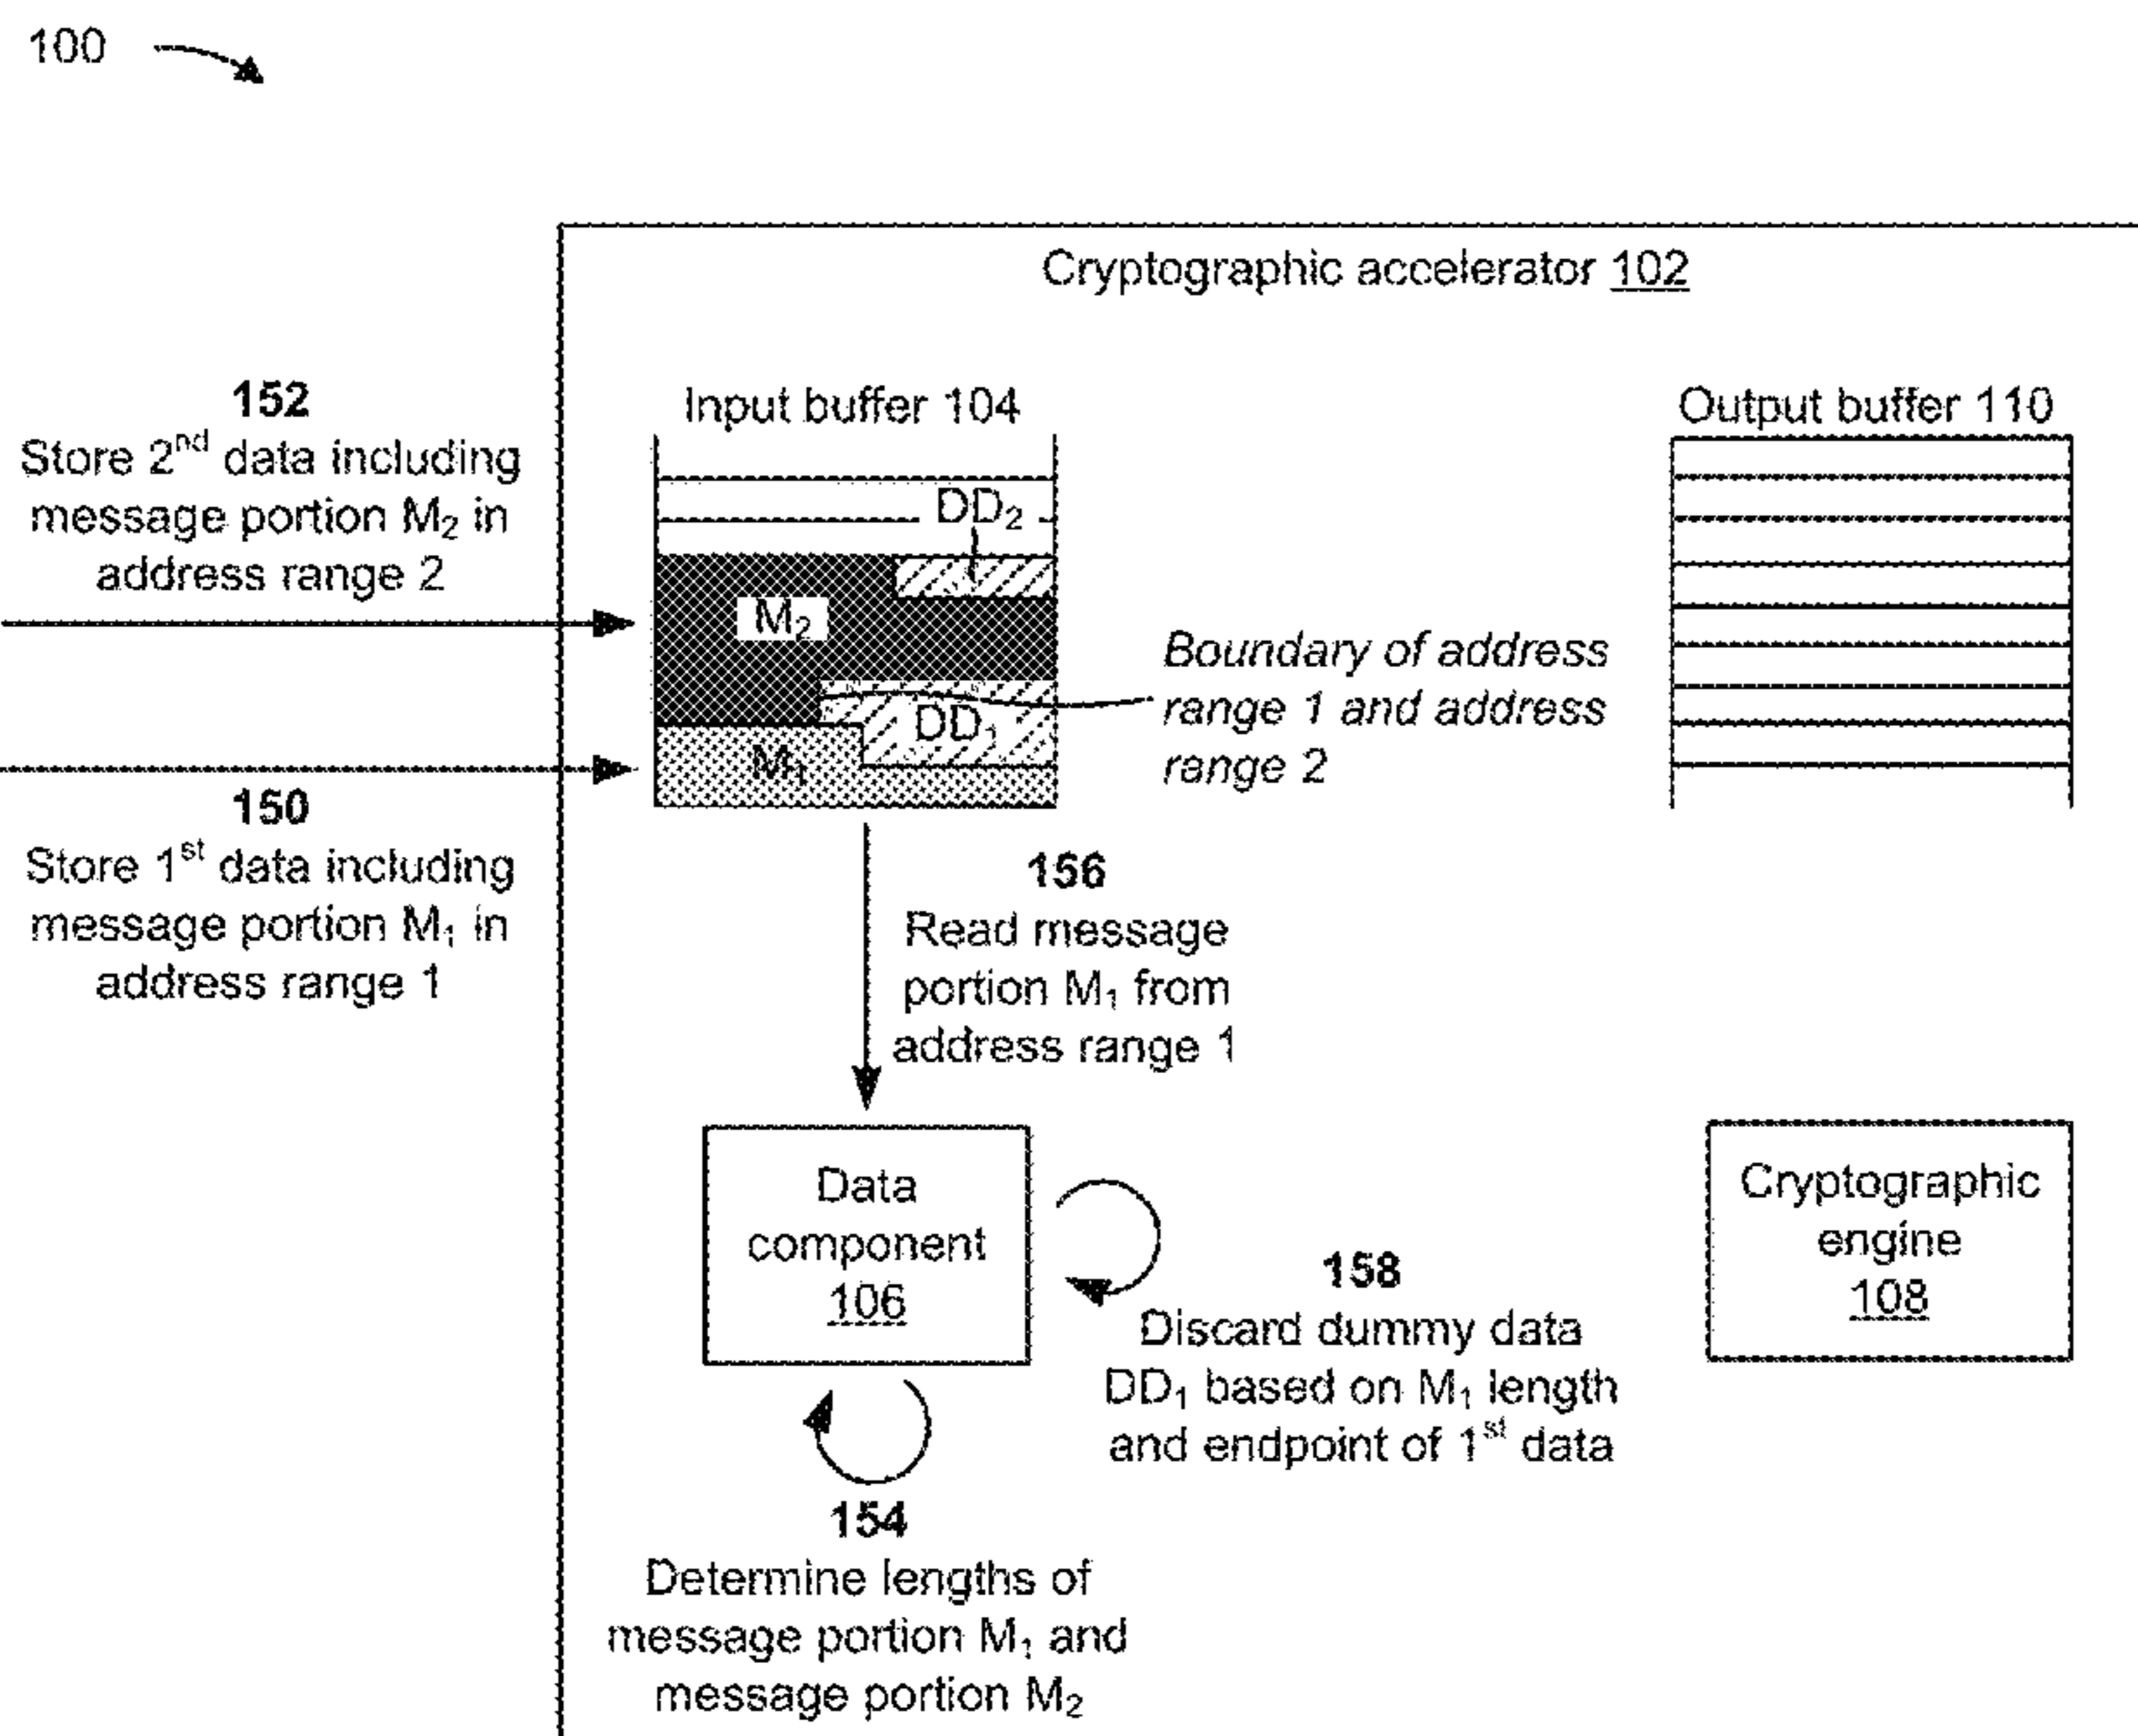 100
Cryptographic accelerator 102
152
Store 2nd data including
message portion M2 in
address range 2
150
Store 1st data including
message portion M1 in
address range 1
Input buffer 104
DD2
M2
DD1
M1
Boundary of address
range 1 and address
range 2
Output buffer 110
156
Read message
portion M1 from
address range 1
Data
component
106
158
Discard dummy data
DD1 based on M1 length
and endpoint of 1st data
154
Determine lengths of
message portion M1 and
message portion M2
Cryptographic
engine
108